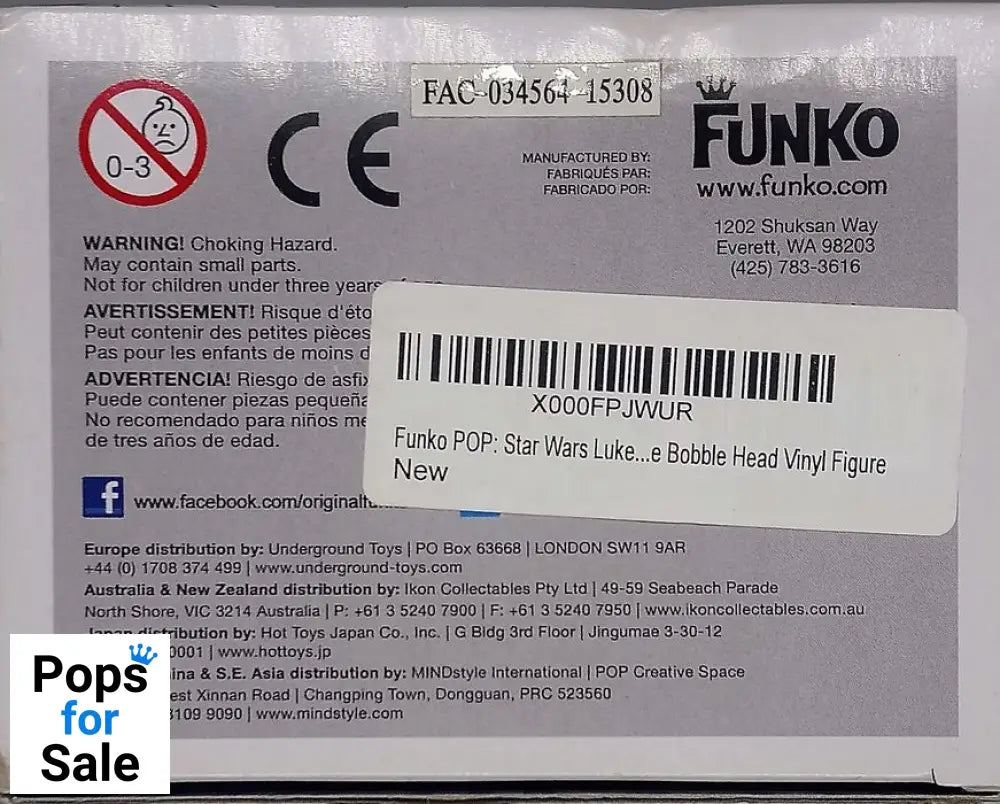 FAC-034564-15308
0-3
CE
MANUFACTURED BY:
FABRIQUÉS PAR:
FABRICADO POR:
FUNKO
www.funko.com
1202 Shuksan Way
Everett, WA 98203
(425) 783-3616
WARNING! Choking Hazard.
May contain small parts.
Not for children under three years
AVERTISSEMENT! Risque d'éto
Peut contenir des petites pièces
Pas pour les enfants de moins d
ADVERTENCIA! Riesgo de asfix
Puede contener piezas pequeña
No recomendado para niños me
de tres años de edad.
X000FPJWUR
Funko POP: Star Wars Luke...e Bobble Head Vinyl Figure
New
f www.facebook.com/originalfu
Europe distribution by: Underground Toys | PO Box 63668 | LONDON SW11 9AR
+44 (0) 1708 374 499 | www.underground-toys.com
Australia & New Zealand distribution by: Ikon Collectables Pty Ltd | 49-59 Seabeach Parade
North Shore, VIC 3214 Australia | P: +61 3 5240 7900 | F: +61 3 5240 7950 | www.ikoncollectables.com.au
Japan distribution by: Hot Toys Japan Co., Inc. | G Bldg 3rd Floor | Jingumae 3-30-12
0001 | www.hottoys.jp
ina & S.E. Asia distribution by: MINDstyle International | POP Creative Space
est Xinnan Road | Changping Town, Dongguan, PRC 523560
8109 9090 | www.mindstyle.com
Pops
for
Sale